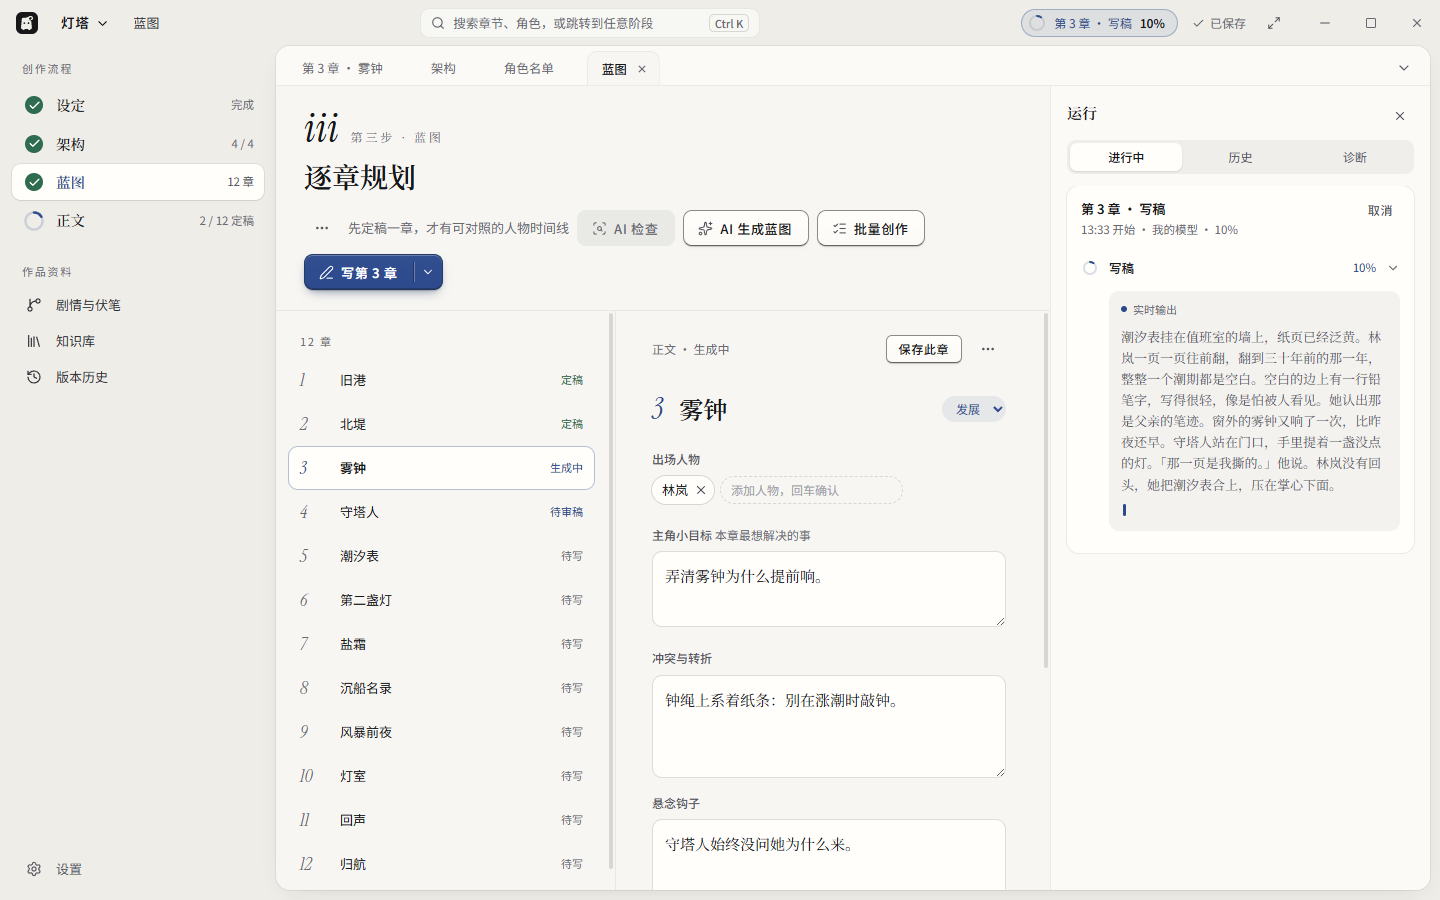 灯塔
蓝图
搜索章节、角色，或跳转到任意阶段
Ctrl K
第 3 章 · 写稿 10%
已保存
创作流程
设定
完成
架构
4 / 4
蓝图
12 章
正文
2 / 12 定稿
作品资料
剧情与伏笔
知识库
版本历史
设置
第 3 章 · 雾钟
架构
角色名单
蓝图
iii 第三步 · 蓝图
逐章规划
先定稿一章，才有可对照的人物时间线
AI 检查
AI 生成蓝图
批量创作
写第 3 章
12 章
1 旧港 定稿
2 北堤 定稿
3 雾钟 生成中
4 守塔人 待审稿
5 潮汐表 待写
6 第二盏灯 待写
7 盐霜 待写
8 沉船名录 待写
9 风暴前夜 待写
10 灯室 待写
11 回声 待写
12 归航 待写
正文 · 生成中
保存此章
3 雾钟
发展
出场人物
林岚
添加人物，回车确认
主角小目标 本章最想解决的事
弄清雾钟为什么提前响。
冲突与转折
钟绳上系着纸条：别在涨潮时敲钟。
悬念钩子
守塔人始终没问她为什么来。
运行
进行中
历史
诊断
第 3 章 · 写稿
取消
13:33 开始 · 我的模型 · 10%
写稿
10%
实时输出
潮汐表挂在值班室的墙上，纸页已经泛黄。林
岚一页一页往前翻，翻到三十年前的那一年，
整整一个潮期都是空白。空白的边上有一行铅
笔字，写得很轻，像是怕被人看见。她认出那
是父亲的笔迹。窗外的雾钟又响了一次，比昨
夜还早。守塔人站在门口，手里提着一盏没点
的灯。「那一页是我撕的。」他说。林岚没有回
头，她把潮汐表合上，压在掌心下面。